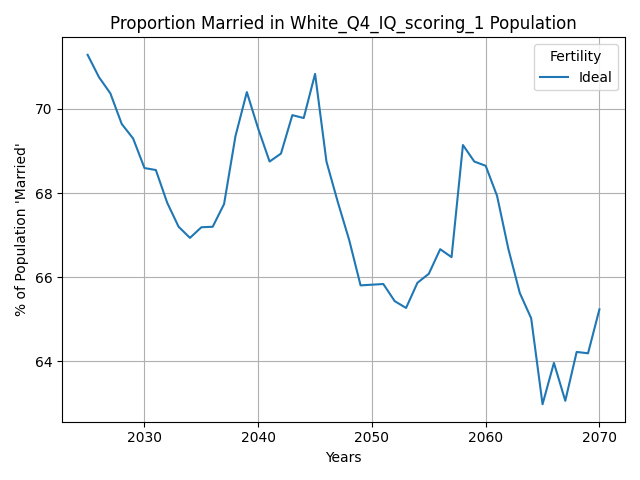 Proportion Married in White_Q4_IQ_scoring_1 Population
Fertility
Ideal
% of Population 'Married'
70
68
66
64
2030 2040 2050 2060 2070
Years